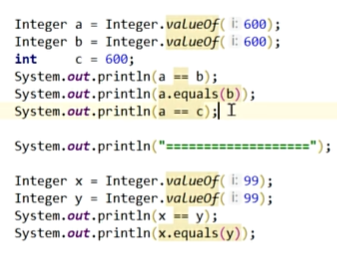 Integer a = Integer.valueOf( i: 600);
Integer b = Integer.valueOf( i: 600);
int     c = 600;
System.out.println(a == b);
System.out.println(a.equals(b));
System.out.println(a == c);
System.out.println("===================");
Integer x = Integer.valueOf( i: 99);
Integer y = Integer.valueOf( i: 99);
System.out.println(x == y);
System.out.println(x.equals(y));